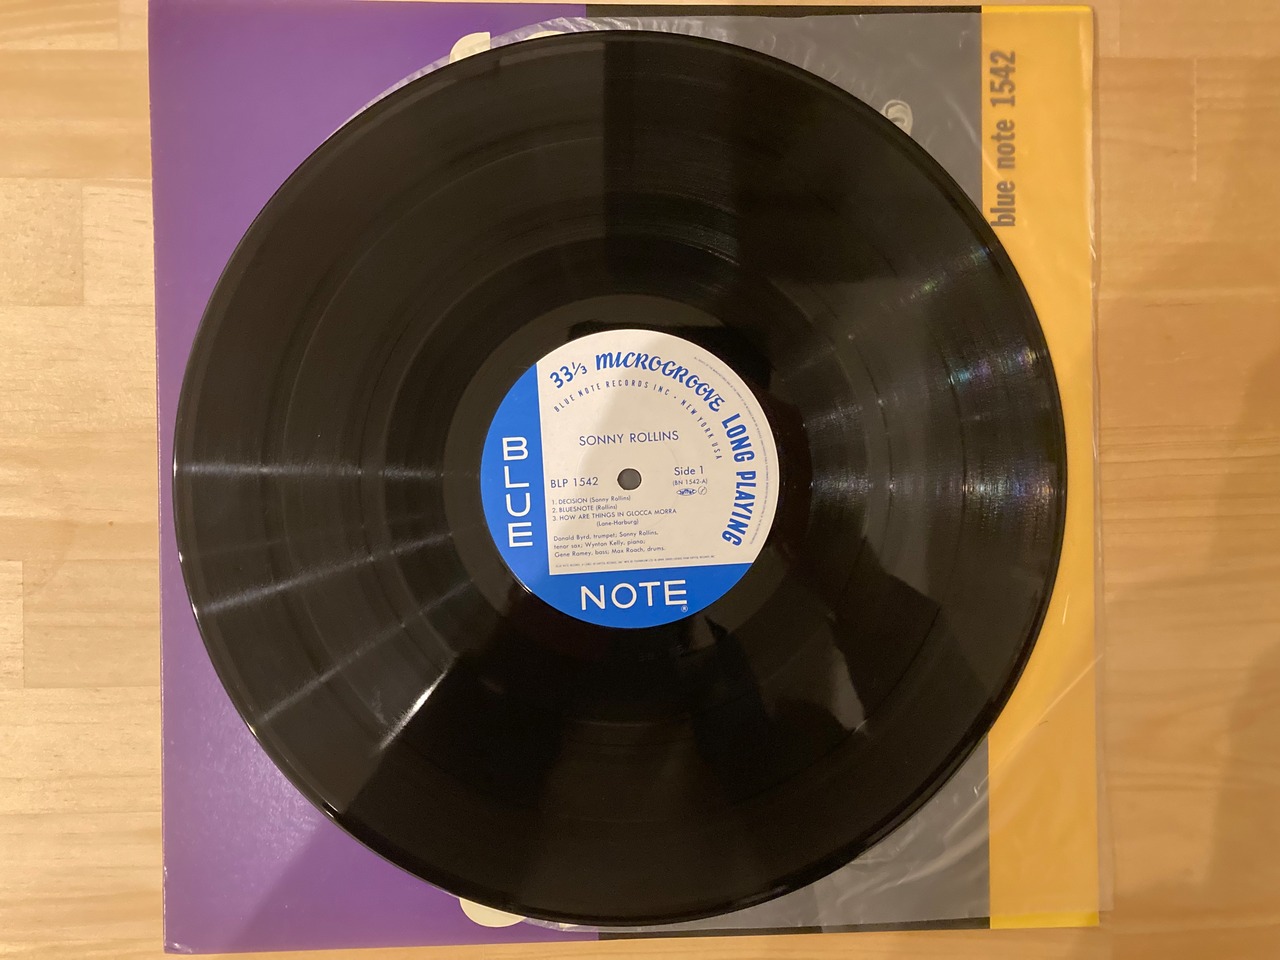 blue note 1542
33⅓ MICROGROOVE LONG PLAYING
BLUE NOTE RECORDS INC • NEW YORK USA
SONNY ROLLINS
BLP 1542
Side 1
(BN 1542-A)
1. DECISION (Sonny Rollins)
2. BLUESNOTE (Rollins)
3. HOW ARE THINGS IN GLOCCA MORRA
(Lane-Harburg)
Donald Byrd, trumpet; Sonny Rollins,
tenor sax; Wynton Kelly, piano;
Gene Ramey, bass; Max Roach, drums.
BLUE
NOTE®